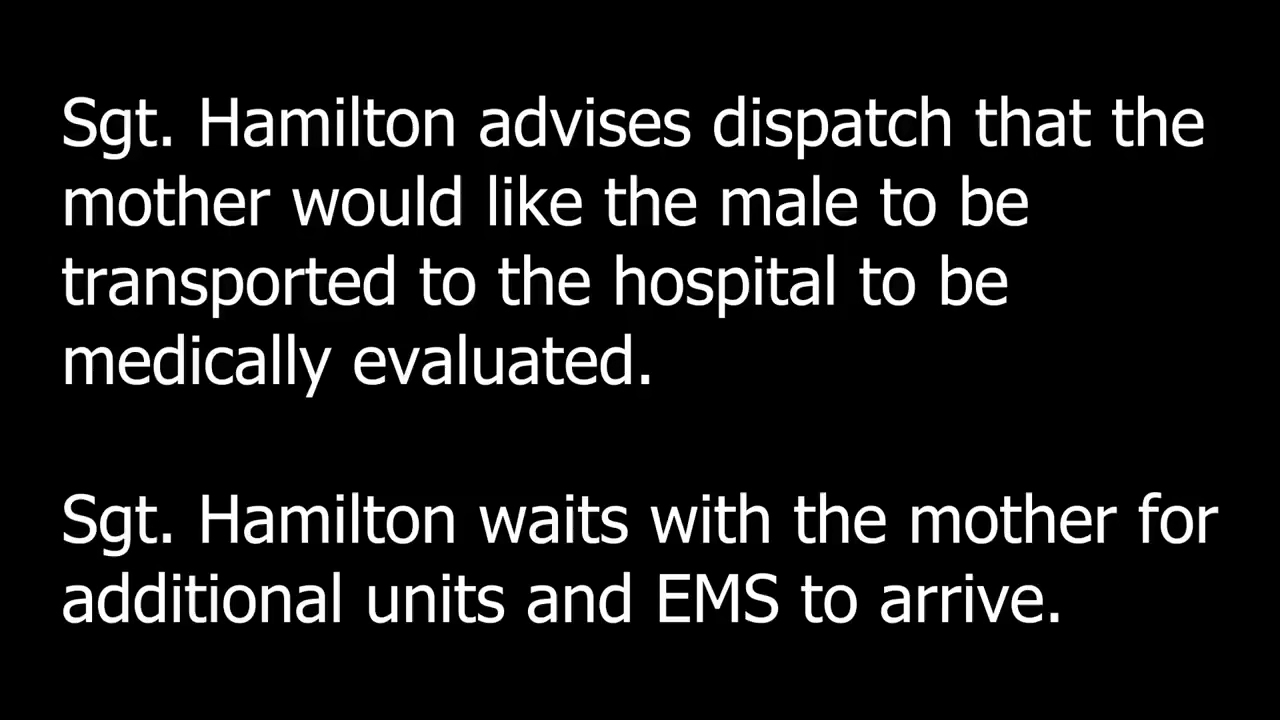 Sgt. Hamilton advises dispatch that the
mother would like the male to be
transported to the hospital to be
medically evaluated.
Sgt. Hamilton waits with the mother for
additional units and EMS to arrive.